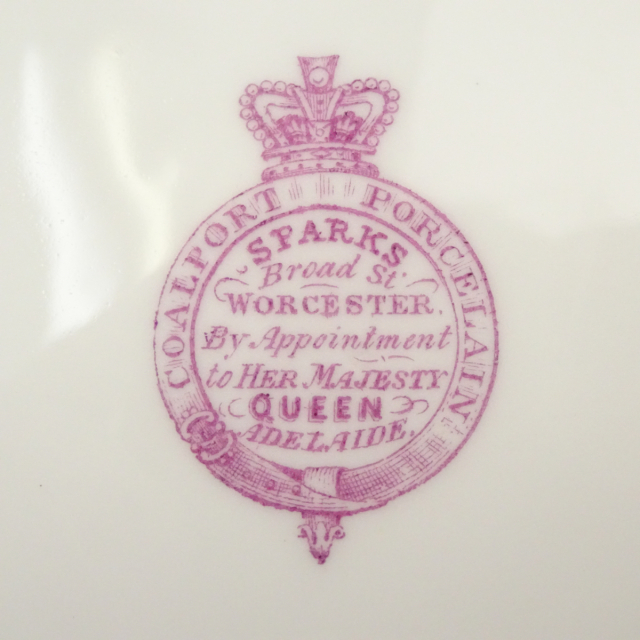 COALPORT PORCELAIN
SPARKS
Broad St.
WORCESTER.
By Appointment
to HER MAJESTY
QUEEN
ADELAIDE.